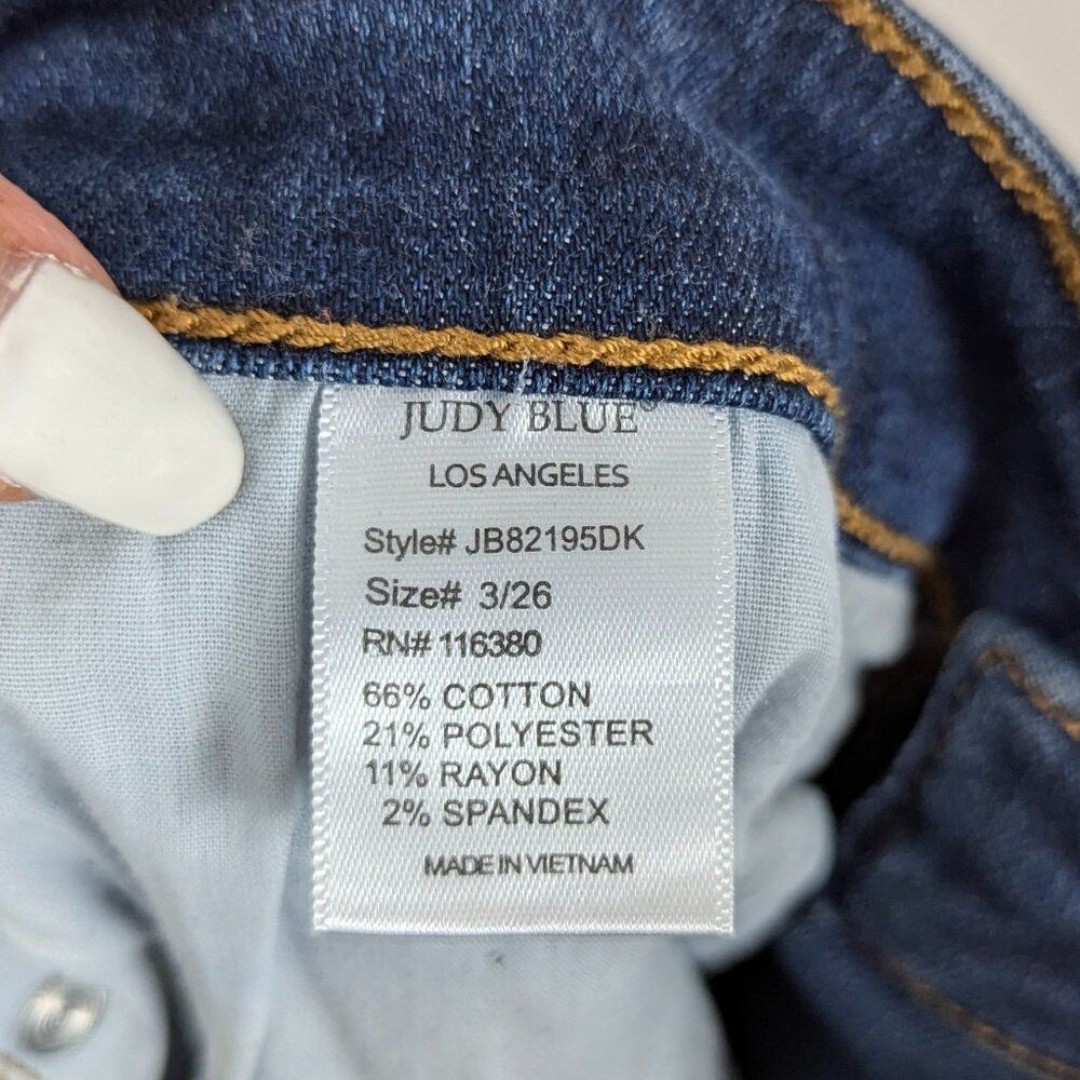 JUDY BLUE®
LOS ANGELES
Style# JB82195DK
Size# 3/26
RN# 116380
66% COTTON
21% POLYESTER
11% RAYON
2% SPANDEX
MADE IN VIETNAM